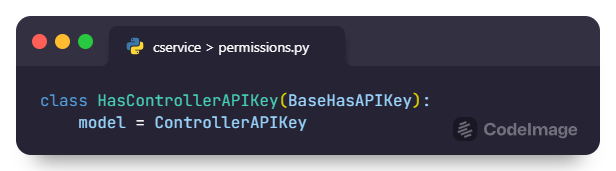 cservice > permissions.py
class HasControllerAPIKey(BaseHasAPIKey):
    model = ControllerAPIKey
CodeImage